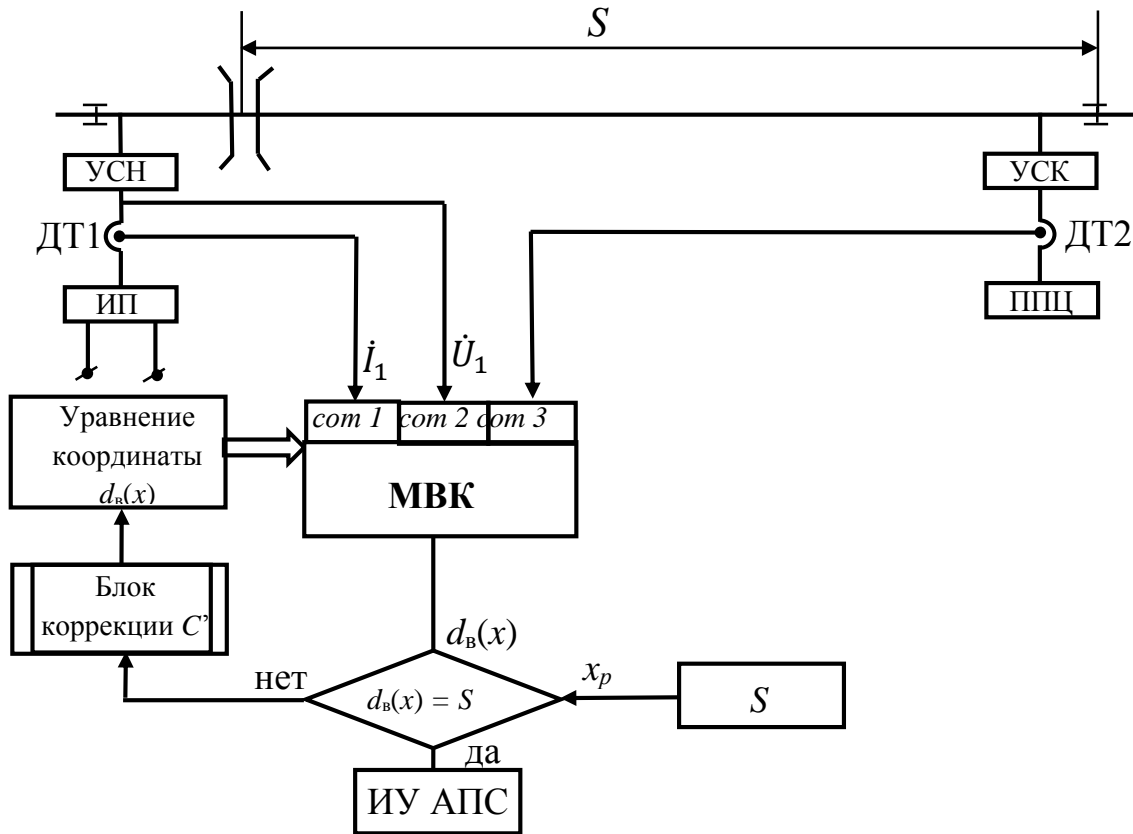 S
УСН
УСК
ДТ1
ДТ2
ИП
ППЦ
İ₁
U̇₁
com 1
com 2
com 3
Уравнение
координаты
dв(x)
МВК
Блок
коррекции C’
dв(x)
нет
xp
dв(x) = S
S
да
ИУ АПС